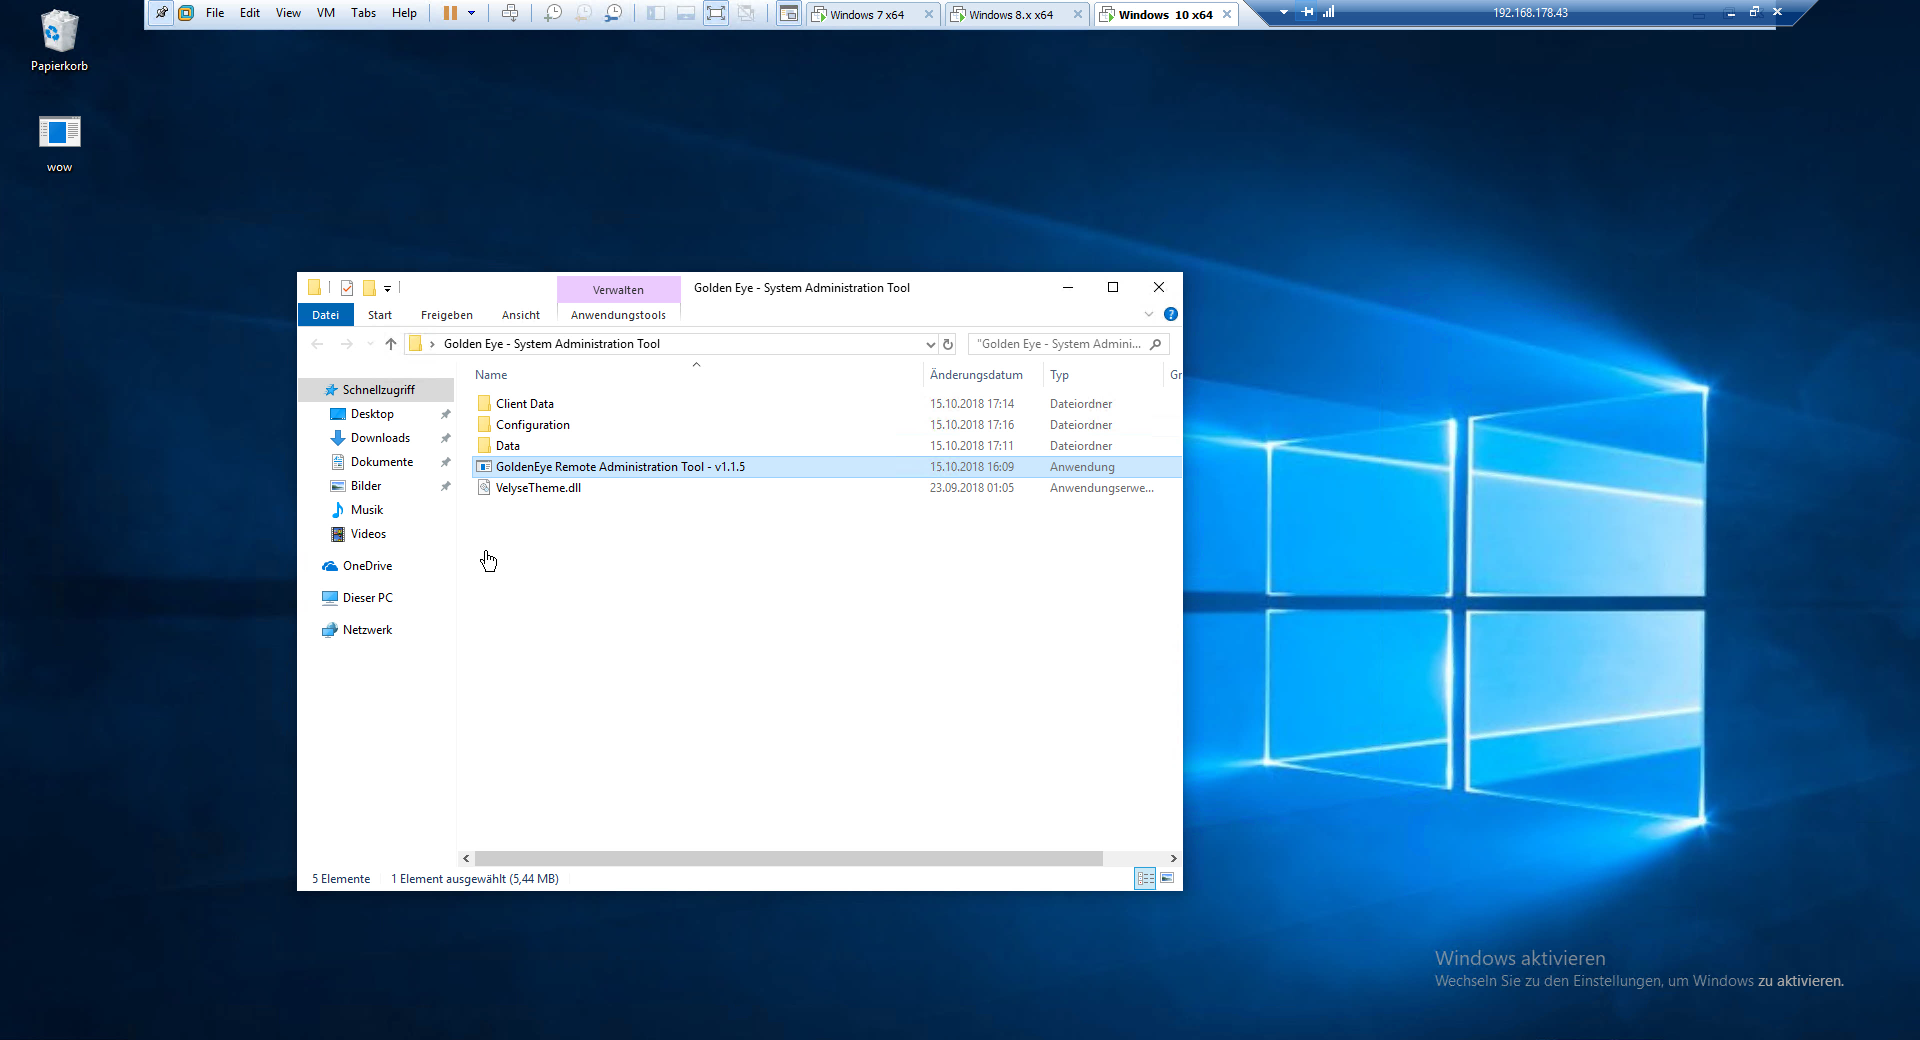 File Edit View VM Tabs Help Windows 7 x64 Windows 8.x x64 Windows 10 x64 192.168.178.43
Papierkorb
wow
Verwalten Golden Eye - System Administration Tool
Datei Start Freigeben Ansicht Anwendungstools
Golden Eye - System Administration Tool "Golden Eye - System Admini...
Name Änderungsdatum Typ Gr
Schnellzugriff
Desktop
Downloads
Dokumente
Bilder
Musik
Videos
OneDrive
Dieser PC
Netzwerk
Client Data 15.10.2018 17:14 Dateiordner
Configuration 15.10.2018 17:16 Dateiordner
Data 15.10.2018 17:11 Dateiordner
GoldenEye Remote Administration Tool - v1.1.5 15.10.2018 16:09 Anwendung
VelyseTheme.dll 23.09.2018 01:05 Anwendungserwe...
5 Elemente 1 Element ausgewählt (5,44 MB)
Windows aktivieren
Wechseln Sie zu den Einstellungen, um Windows zu aktivieren.